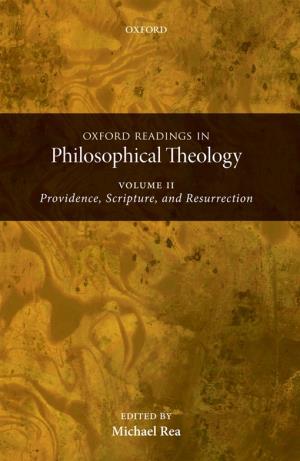 OXFORD
OXFORD READINGS IN
Philosophical Theology
VOLUME II
Providence, Scripture, and Resurrection
EDITED BY
Michael Rea